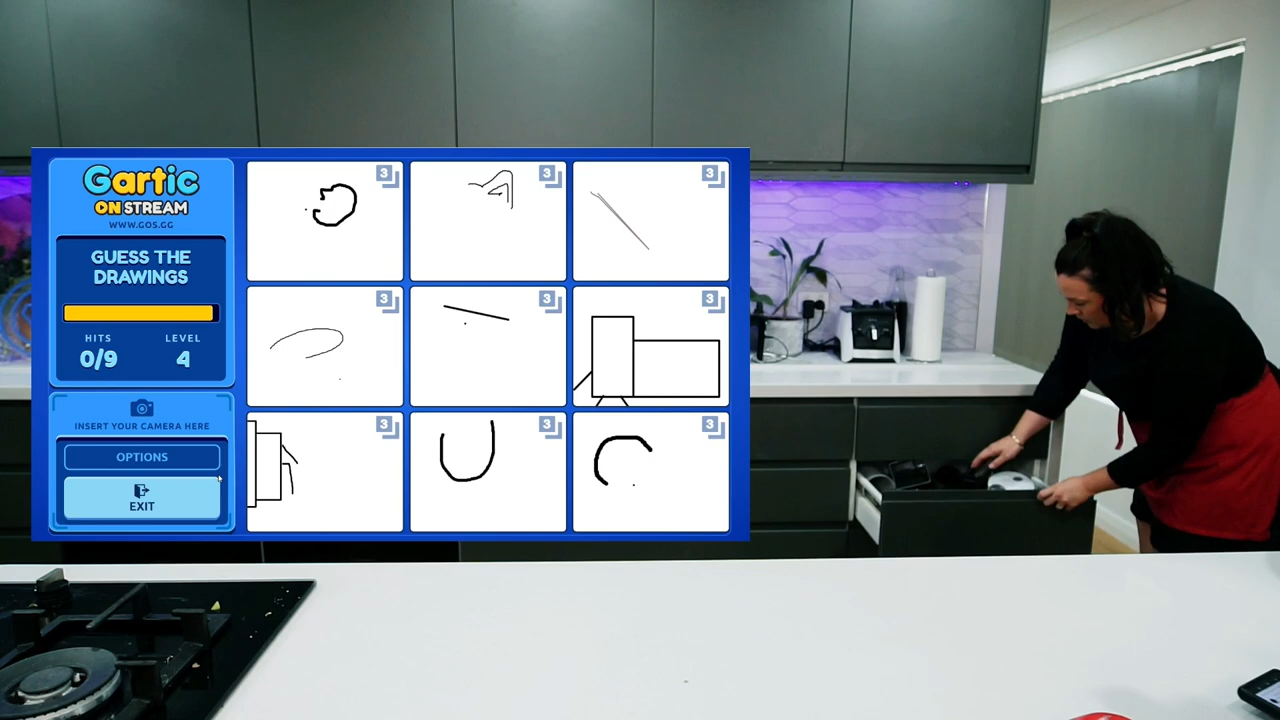 Gartic
ON STREAM
WWW.GOS.GG
GUESS THE
DRAWINGS
HITS
0/9
LEVEL
4
INSERT YOUR CAMERA HERE
OPTIONS
EXIT
3
3
3
3
3
3
3
3
3